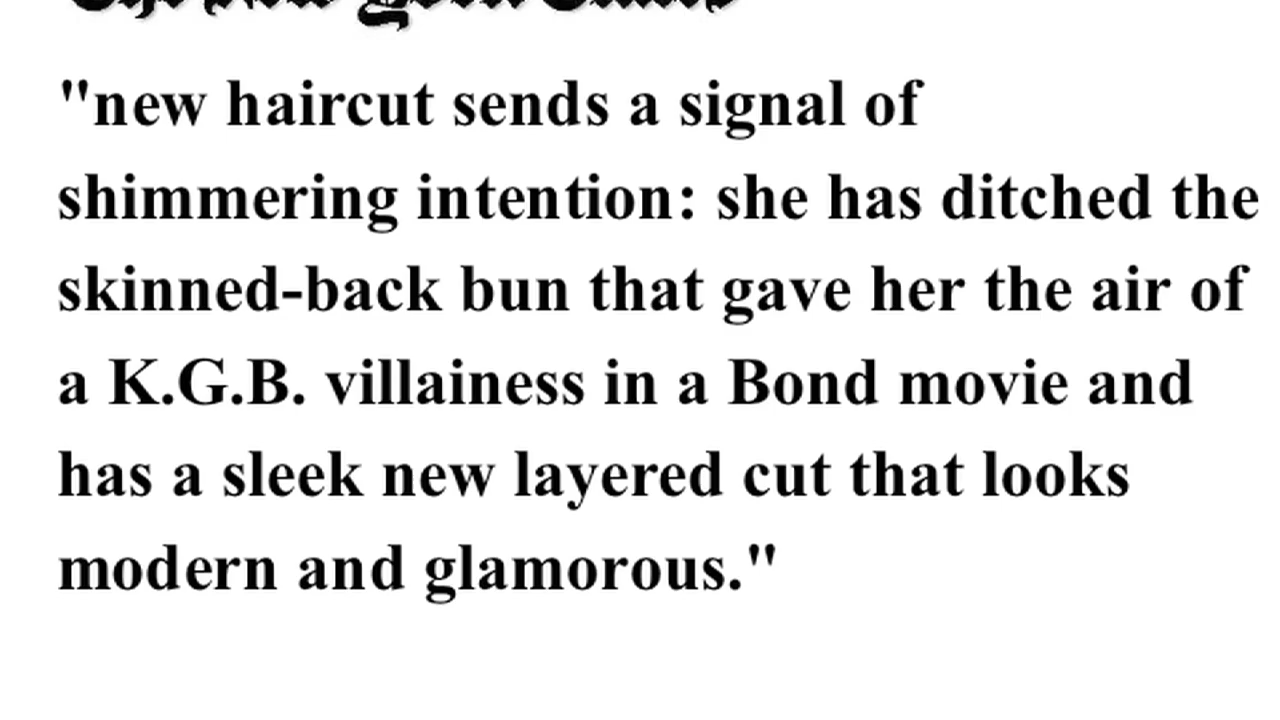 "new haircut sends a signal of
shimmering intention: she has ditched the
skinned-back bun that gave her the air of
a K.G.B. villainess in a Bond movie and
has a sleek new layered cut that looks
modern and glamorous."